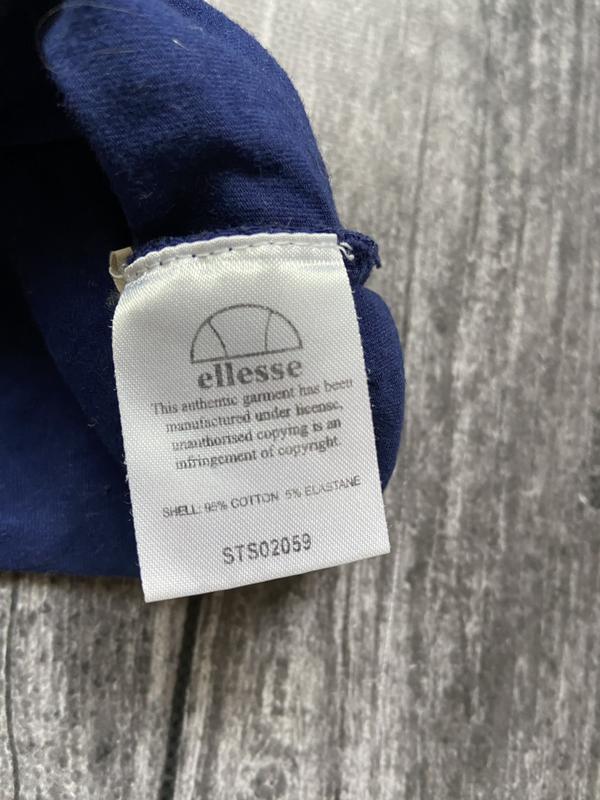 ellesse
This authentic garment has been
manufactured under license,
unauthorised copying is an
infringement of copyright.
SHELL: 95% COTTON 5% ELASTANE
STS02059